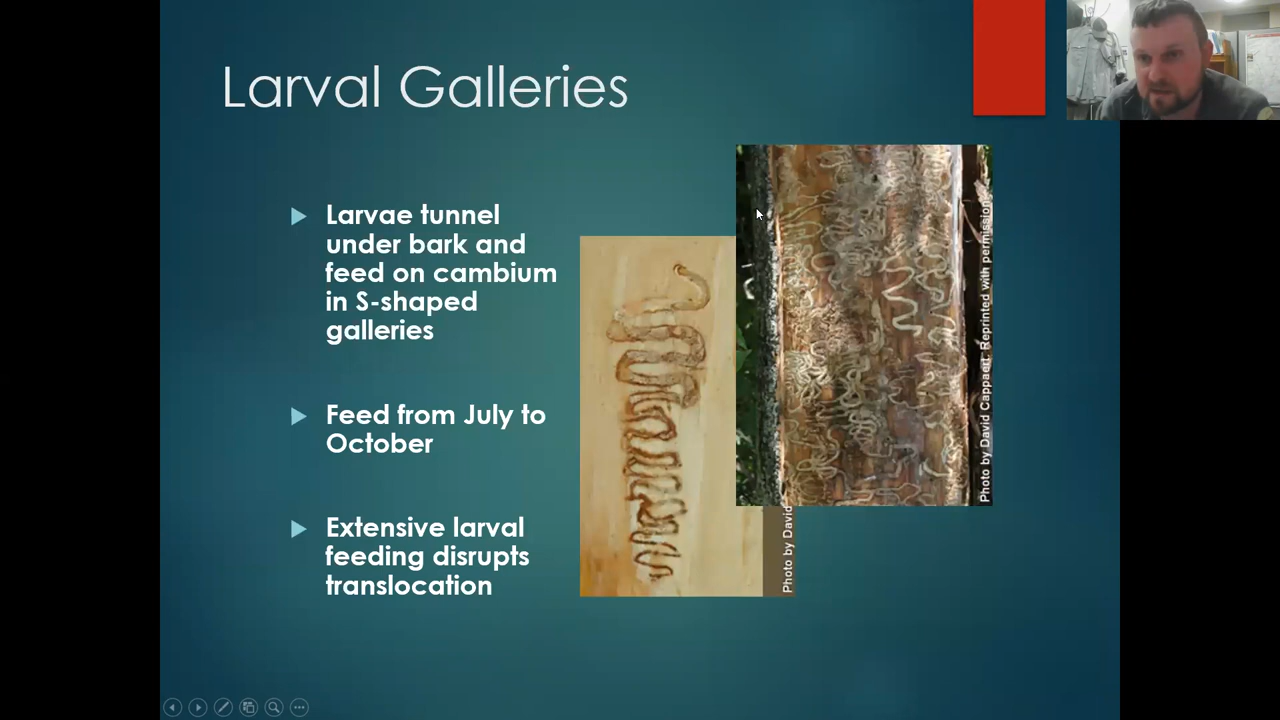 Larval Galleries
Larvae tunnel
under bark and
feed on cambium
in S-shaped
galleries
Feed from July to
October
Extensive larval
feeding disrupts
translocation
Photo by David
Photo by David Cappaert. Reprinted with permission